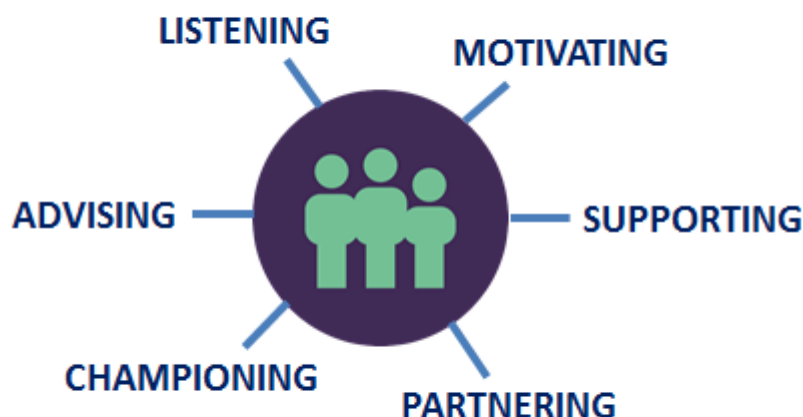 LISTENING
MOTIVATING
ADVISING
SUPPORTING
CHAMPIONING
PARTNERING